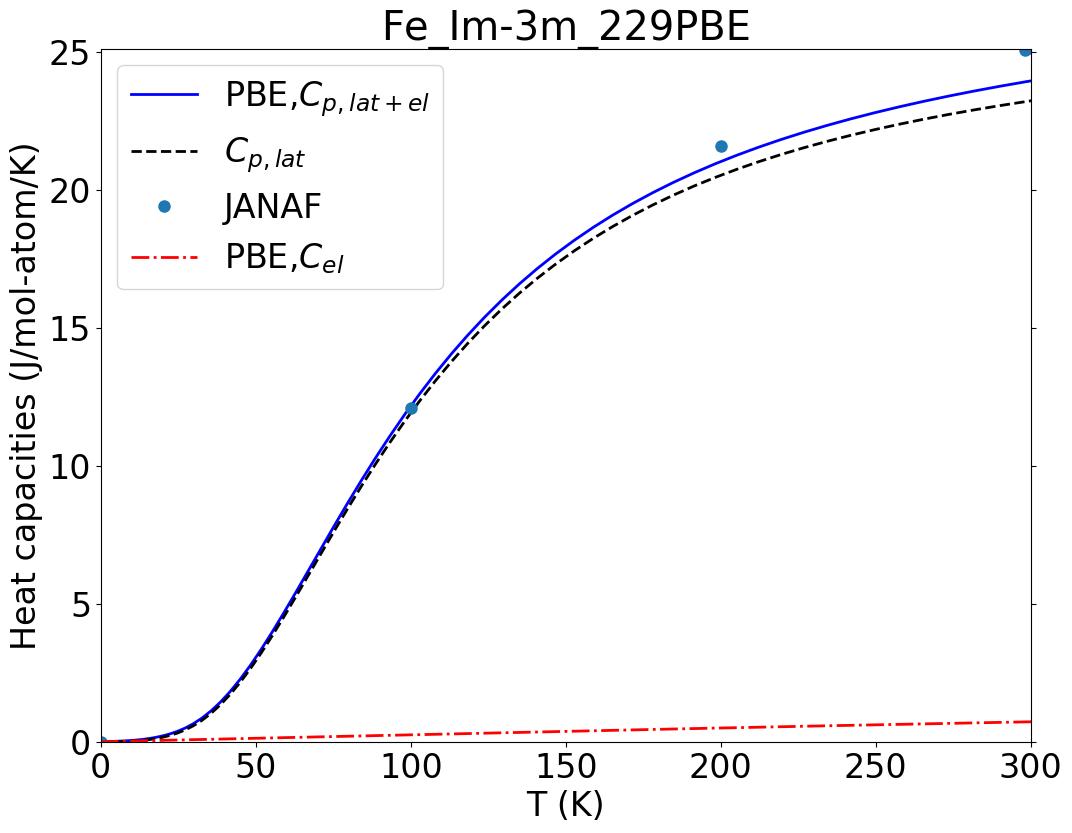 Fe_Im-3m_229PBE
25
20
15
10
5
0
Heat capacities (J/mol-atom/K)
PBE,C_{p,lat+el}
C_{p,lat}
JANAF
PBE,C_{el}
0 50 100 150 200 250 300
T (K)